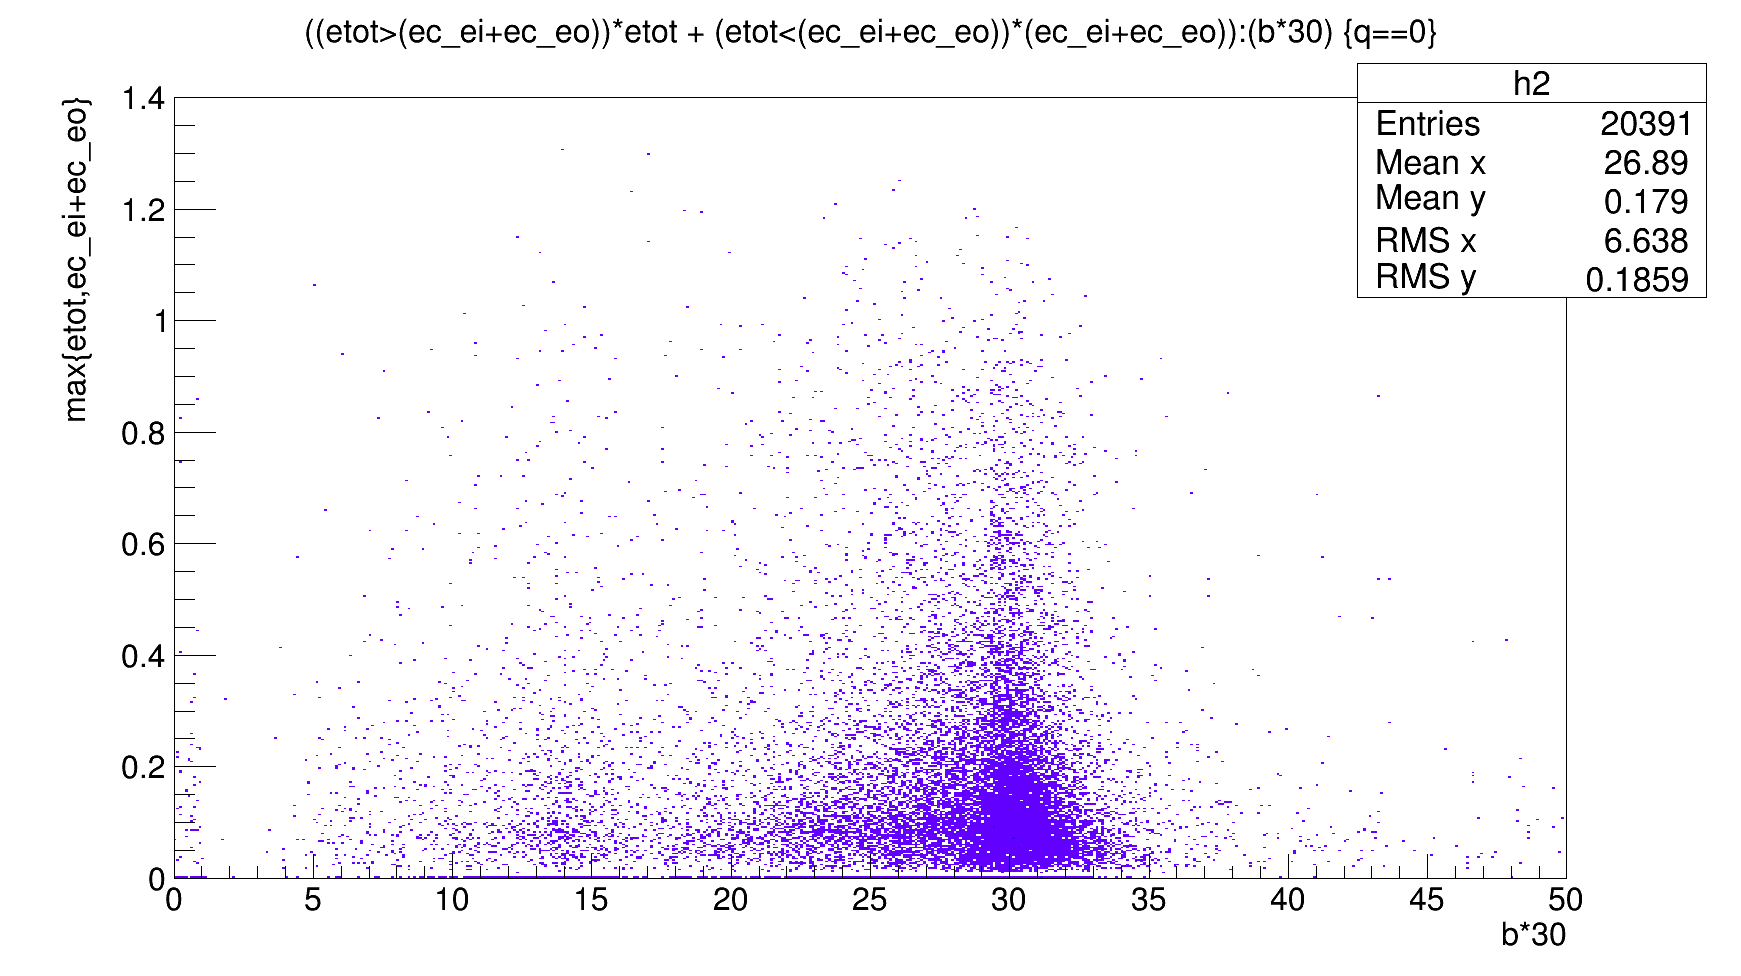 ((etot>(ec_ei+ec_eo))*etot + (etot<(ec_ei+ec_eo))*(ec_ei+ec_eo)):(b*30) {q==0}
h2
Entries 20391
Mean x 26.89
Mean y 0.179
RMS x 6.638
RMS y 0.1859
max{etot,ec_ei+ec_eo}
1.4
1.2
1
0.8
0.6
0.4
0.2
0
0 5 10 15 20 25 30 35 40 45 50
b*30